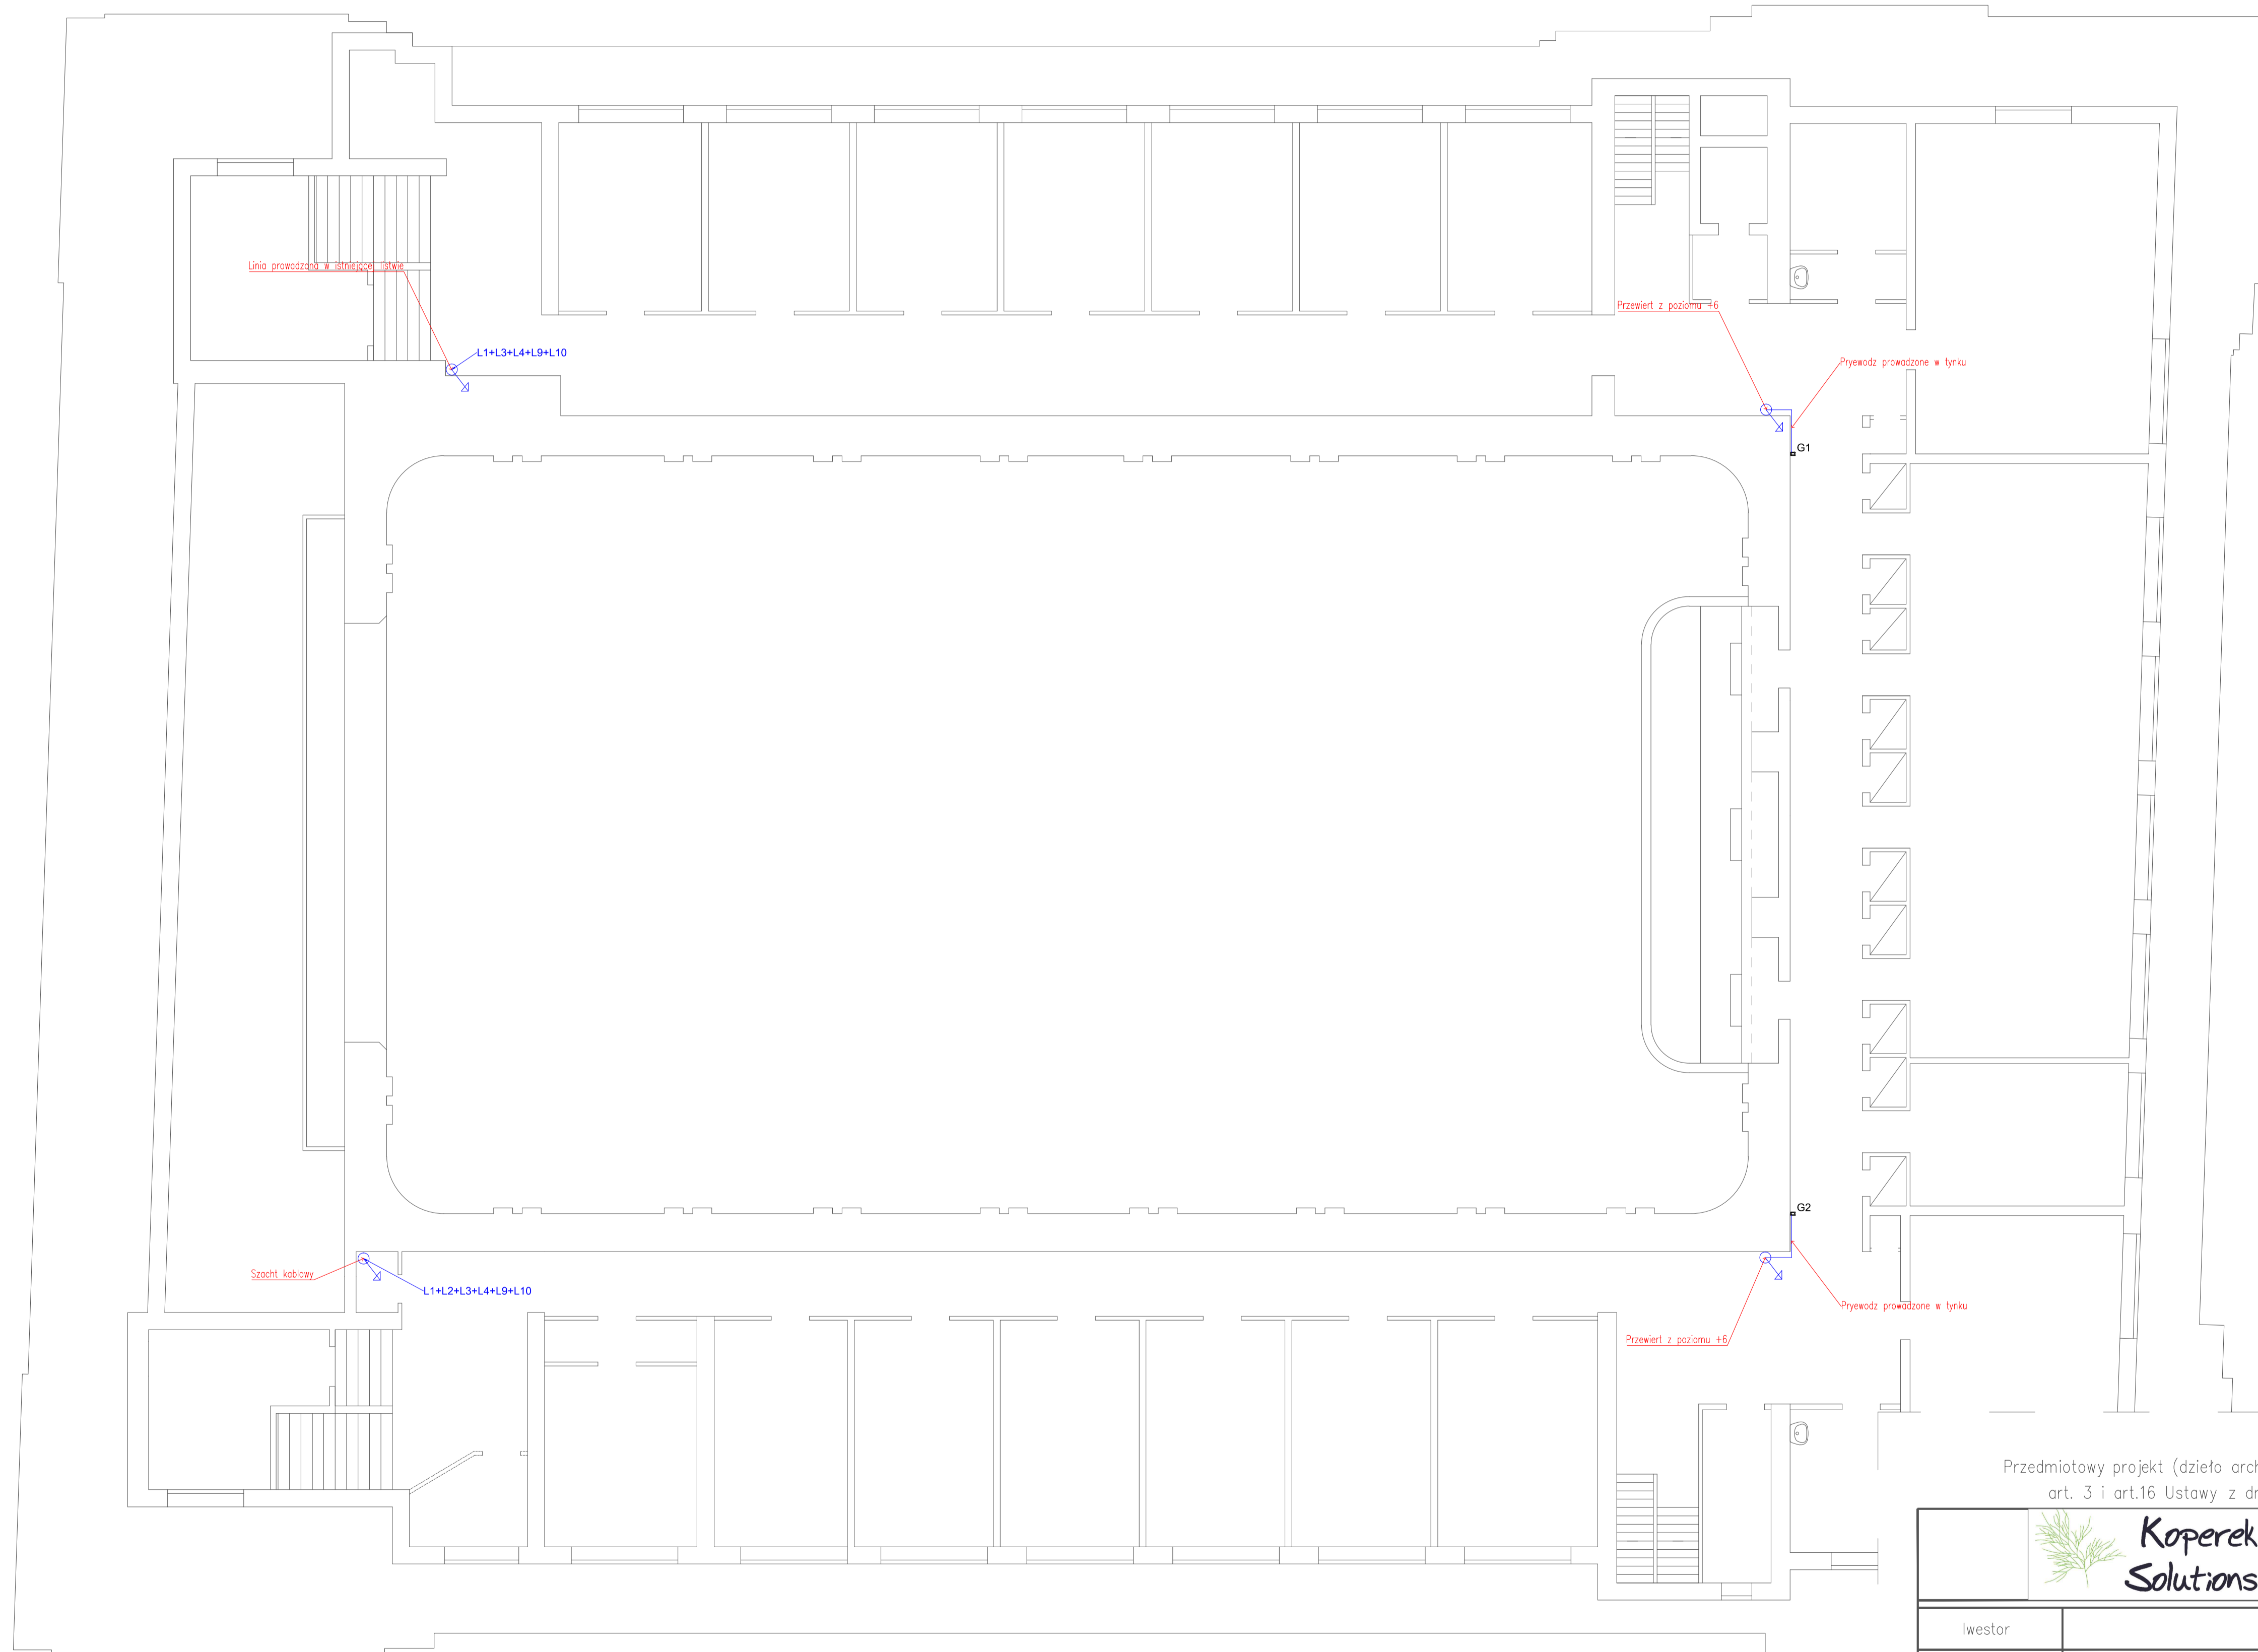 Linia prowadzana w istniejącej listwie
L1+L3+L4+L9+L10
Przewiert z poziomu +6
Pryewodz prowadzone w tynku
G1
G2
Szacht kablowy
L1+L2+L3+L4+L9+L10
Pryewodz prowadzone w tynku
Przewiert z poziomu +6
Przedmiotowy projekt (dzieło arch
art. 3 i art.16 Ustawy z dn
Koperek
Solutions
Iwestor